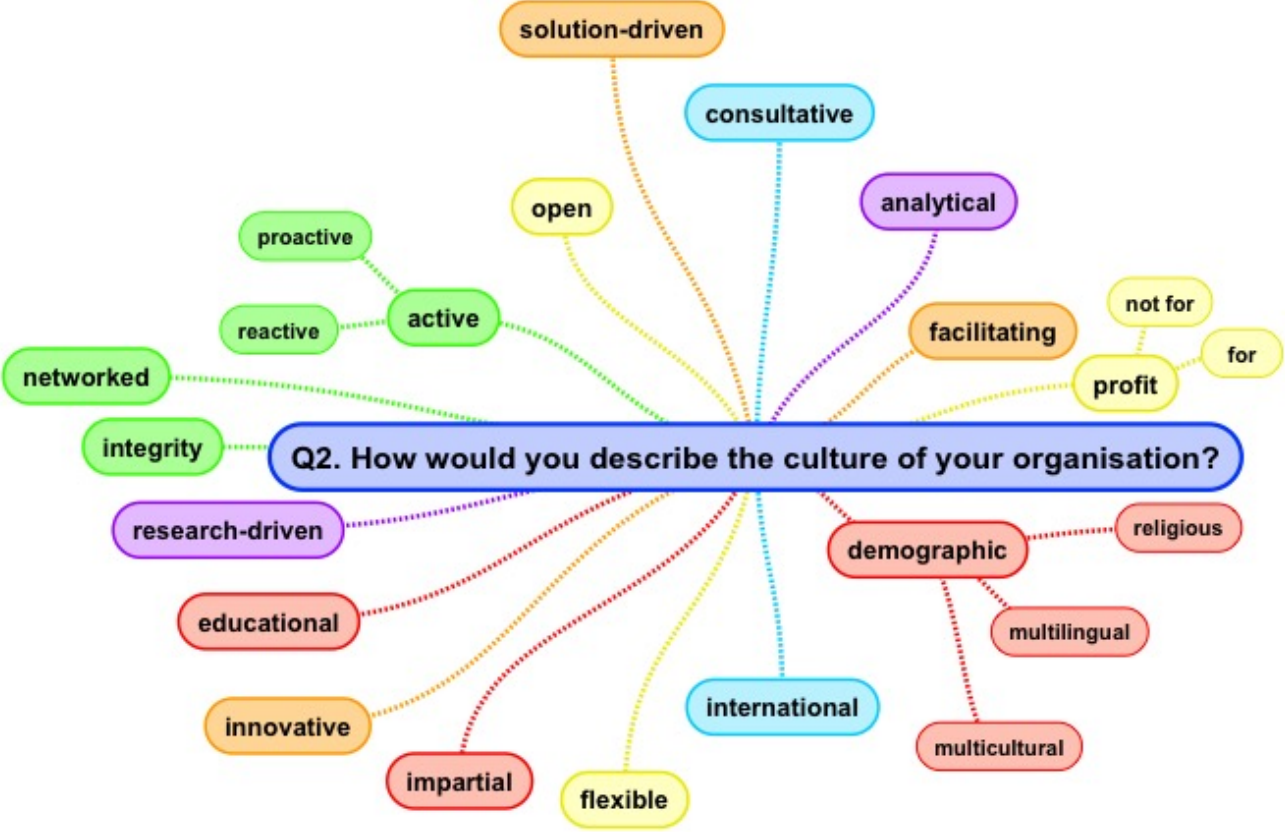 solution-driven
consultative
analytical
open
proactive
not for
active
reactive
facilitating
for
networked
profit
integrity
Q2. How would you describe the culture of your organisation?
research-driven
religious
demographic
educational
multilingual
international
innovative
multicultural
impartial
flexible